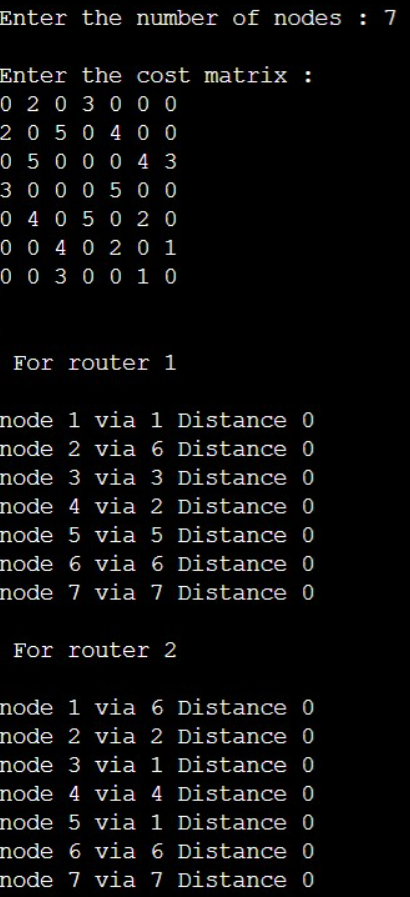 Enter the number of nodes : 7
Enter the cost matrix :
0 2 0 3 0 0 0
2 0 5 0 4 0 0
0 5 0 0 0 4 3
3 0 0 0 5 0 0
0 4 0 5 0 2 0
0 0 4 0 2 0 1
0 0 3 0 0 1 0
For router 1
node 1 via 1 Distance 0
node 2 via 6 Distance 0
node 3 via 3 Distance 0
node 4 via 2 Distance 0
node 5 via 5 Distance 0
node 6 via 6 Distance 0
node 7 via 7 Distance 0
For router 2
node 1 via 6 Distance 0
node 2 via 2 Distance 0
node 3 via 1 Distance 0
node 4 via 4 Distance 0
node 5 via 1 Distance 0
node 6 via 6 Distance 0
node 7 via 7 Distance 0